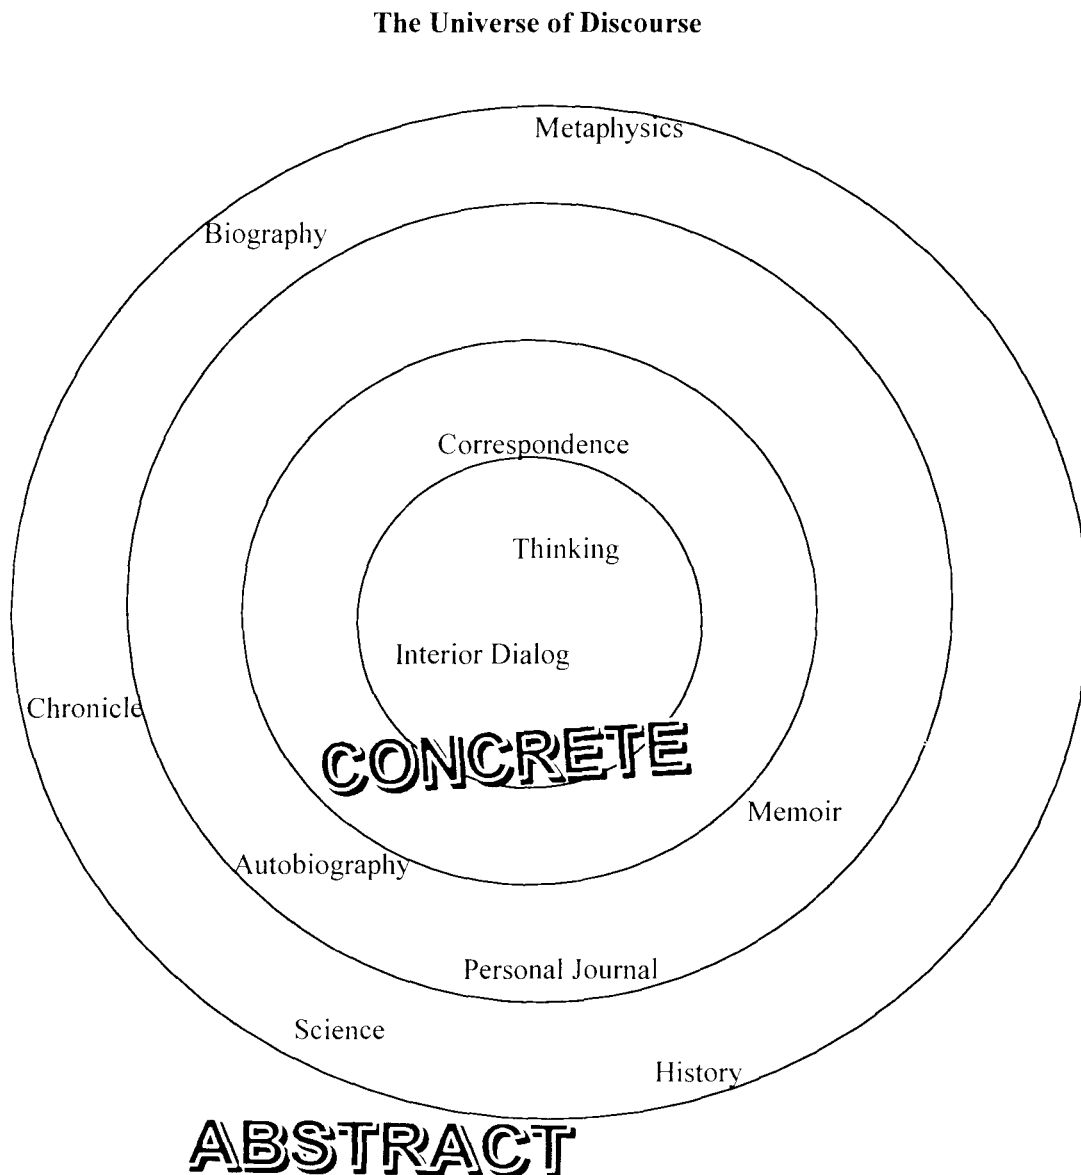 The Universe of Discourse
Metaphysics
Biography
Correspondence
Thinking
Interior Dialog
Chronicle
CONCRETE
Memoir
Autobiography
Personal Journal
Science
History
ABSTRACT